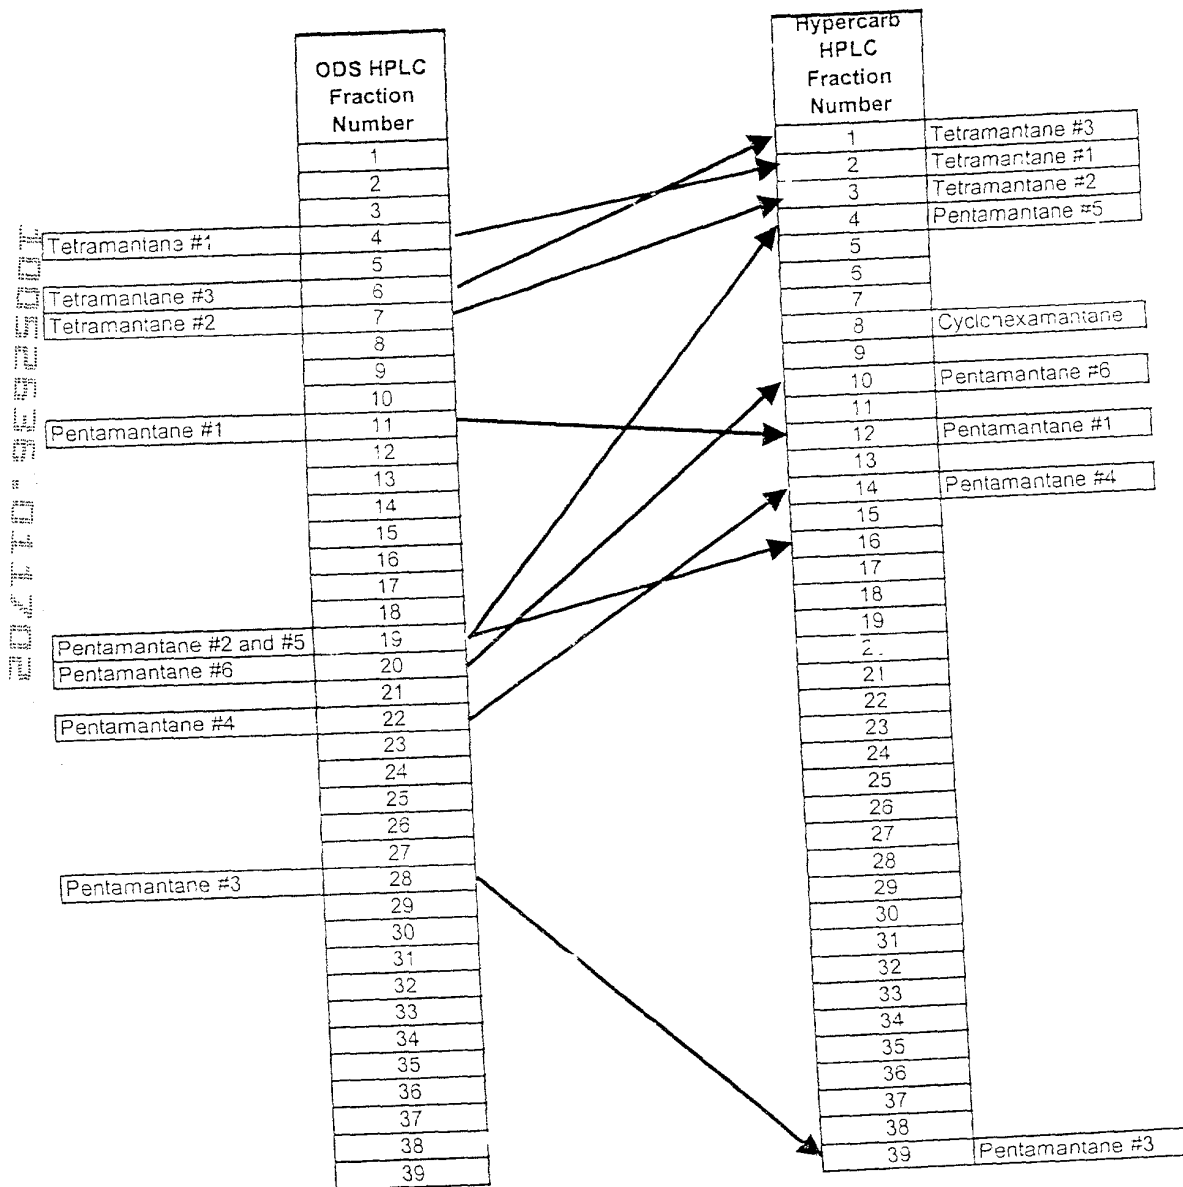 ODS HPLC
Fraction
Number
1
2
3
Tetramantane #1 4
5
Tetramantane #3 6
Tetramantane #2 7
8
9
10
Pentamantane #1 11
12
13
14
15
16
17
18
Pentamantane #2 and #5 19
Pentamantane #6 20
21
Pentamantane #4 22
23
24
25
26
27
Pentamantane #3 28
29
30
31
32
33
34
35
36
37
38
39
Hypercarb
HPLC
Fraction
Number
1 Tetramantane #3
2 Tetramantane #1
3 Tetramantane #2
4 Pentamantane #5
5
6
7
8 Cyclohexamantane
9
10 Pentamantane #6
11
12 Pentamantane #1
13
14 Pentamantane #4
15
16
17
18
19
21
22
23
24
25
26
27
28
29
30
31
32
33
34
35
36
37
38
39 Pentamantane #3